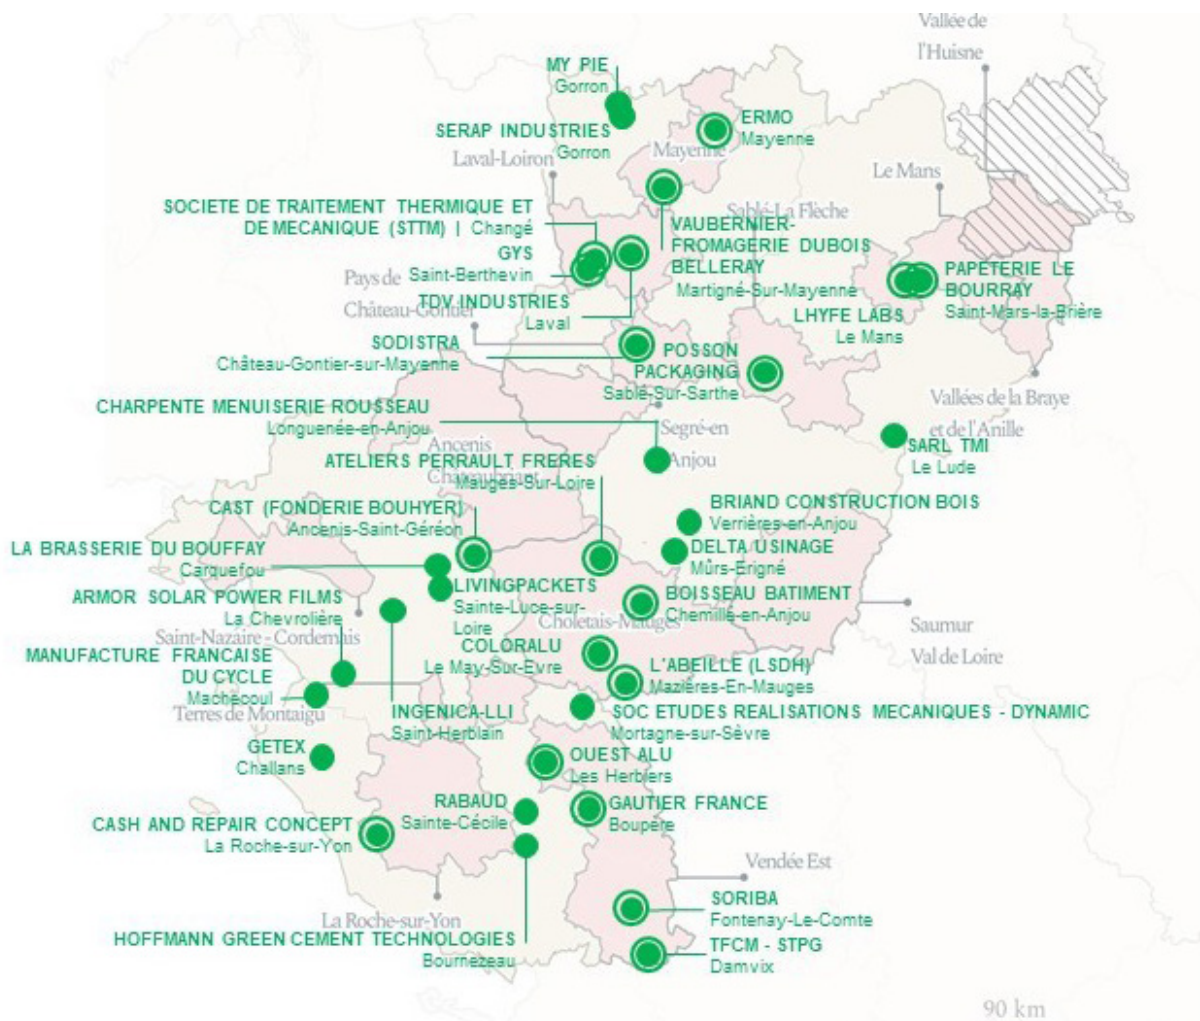 Vallée de
l'Huisne
MY PIE
Gorron
SERAP INDUSTRIES
Gorron
ERMO
Mayenne
Mayenne
Laval-Loiron
Le Mans
SOCIETE DE TRAITEMENT THERMIQUE ET
DE MECANIQUE (STTM) | Changé
Sablé-La Flèche
VAUBERNIER-
FROMAGERIE DUBOIS
BELLERAY
Martigné-Sur-Mayenne
GYS
Saint-Berthevin
Pays de
Château-Gontier
TDV INDUSTRIES
Laval
PAPETERIE LE
BOURRAY
Saint-Mars-la-Brière
LHYFE LABS
Le Mans
SODISTRA
Château-Gontier-sur-Mayenne
POSSON
PACKAGING
Sablé-Sur-Sarthe
Vallées de la Braye
et de l'Anille
CHARPENTE MENUISERIE ROUSSEAU
Longuenée-en-Anjou
Segré-en
Anjou
SARL TMI
Le Lude
Ancenis
Châteaubriant
ATELIERS PERRAULT FRERES
Mauges-Sur-Loire
CAST (FONDERIE BOUHYER)
Ancenis-Saint-Géréon
BRIAND CONSTRUCTION BOIS
Verrières-en-Anjou
LA BRASSERIE DU BOUFFAY
Carquefou
DELTA USINAGE
Mûrs-Erigné
LIVINGPACKETS
Sainte-Luce-sur-
Loire
ARMOR SOLAR POWER FILMS
La Chevrolière
BOISSEAU BATIMENT
Chemillé-en-Anjou
Choletais-Mauges
Saint-Nazaire - Cordemais
Saumur
Val de Loire
MANUFACTURE FRANCAISE
DU CYCLE
Machecoul
COLORALU
Le May-Sur-Evre
L'ABEILLE (LSDH)
Mazières-En-Mauges
Terres de Montaigu
INGENICA-LLI
Saint-Herblain
SOC ETUDES REALISATIONS MECANIQUES - DYNAMIC
Mortagne-sur-Sèvre
GETEX
Challans
OUEST ALU
Les Herbiers
RABAUD
Sainte-Cécile
GAUTIER FRANCE
Boupère
CASH AND REPAIR CONCEPT
La Roche-sur-Yon
Vendée Est
La Roche-sur-Yon
SORIBA
Fontenay-Le-Comte
HOFFMANN GREEN CEMENT TECHNOLOGIES
Bournezeau
TFCM - STPG
Damvix
90 km